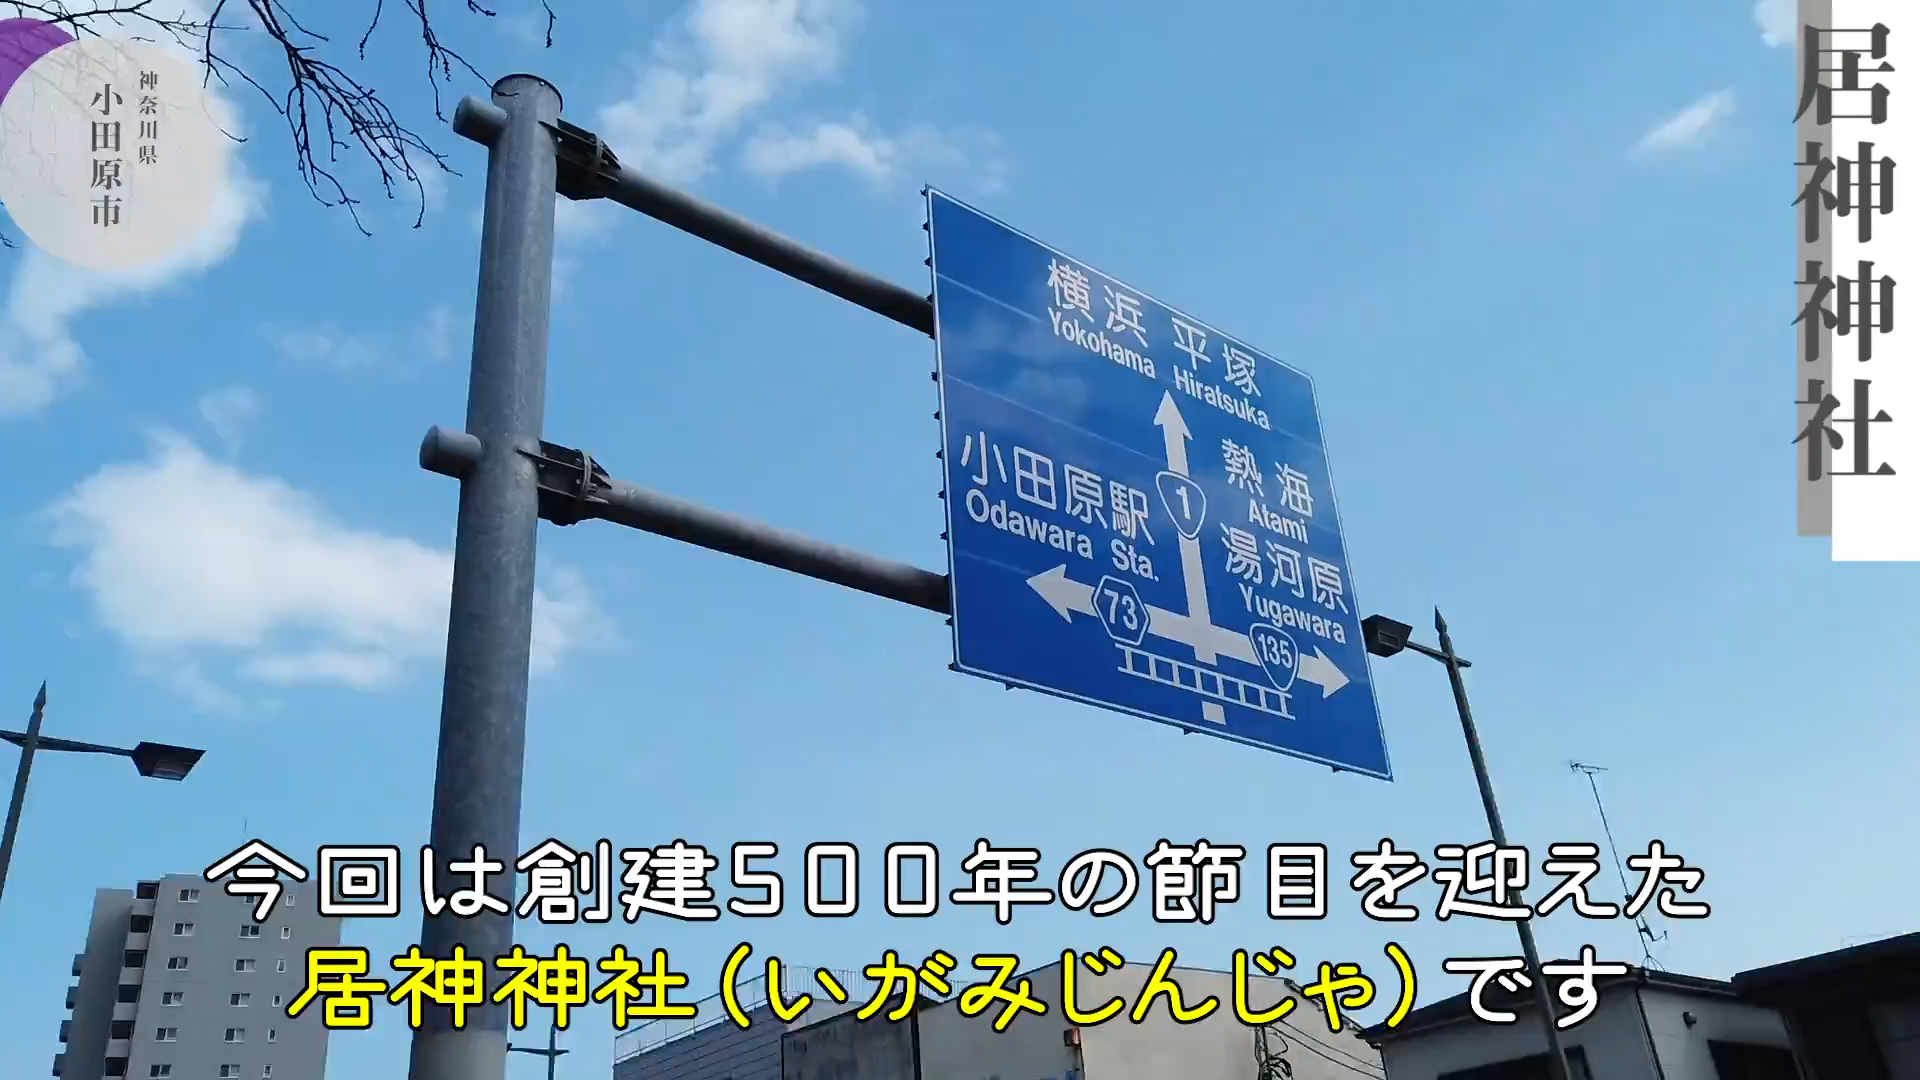 神奈川県
小田原市
居神神社
横浜 平塚
Yokohama Hiratsuka
小田原駅
Odawara Sta.
1
熱海
Atami
湯河原
Yugawara
73
135
今回は創建500年の節目を迎えた
居神神社(いがみじんじゃ)です